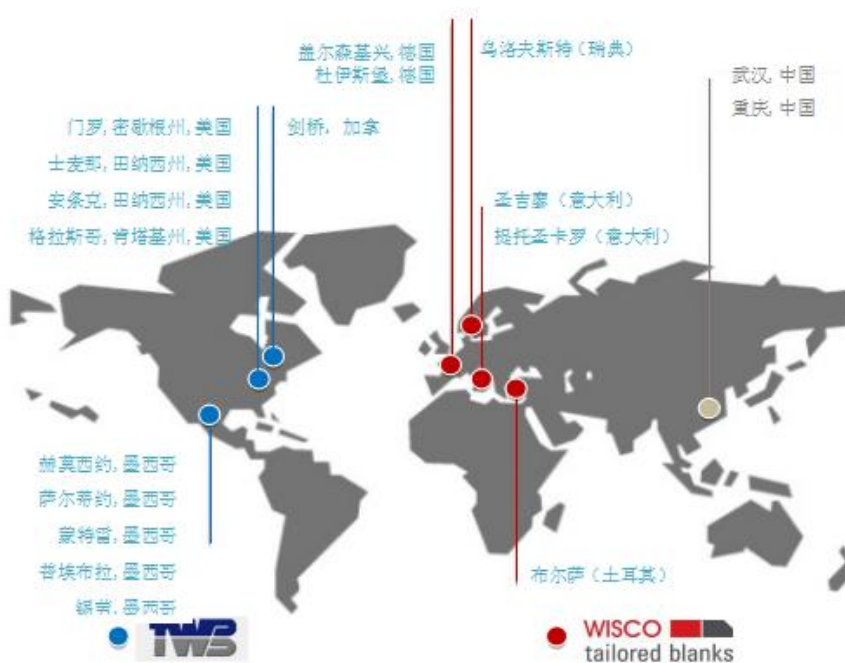 盖尔森基兴,德国
杜伊斯堡,德国
乌洛夫斯特(瑞典)
武汉,中国
重庆,中国
门罗,密歇根州,美国
剑桥,加拿
士麦那,田纳西州,美国
安条克,田纳西州,美国
圣吉廖(意大利)
格拉斯哥,肯塔基州,美国
提托圣卡罗(意大利)
赫莫西约,墨西哥
萨尔蒂约,墨西哥
蒙特雷,墨西哥
普埃布拉,墨西哥
墨西哥
布尔萨(土耳其)
TWB
WISCO
tailored blanks